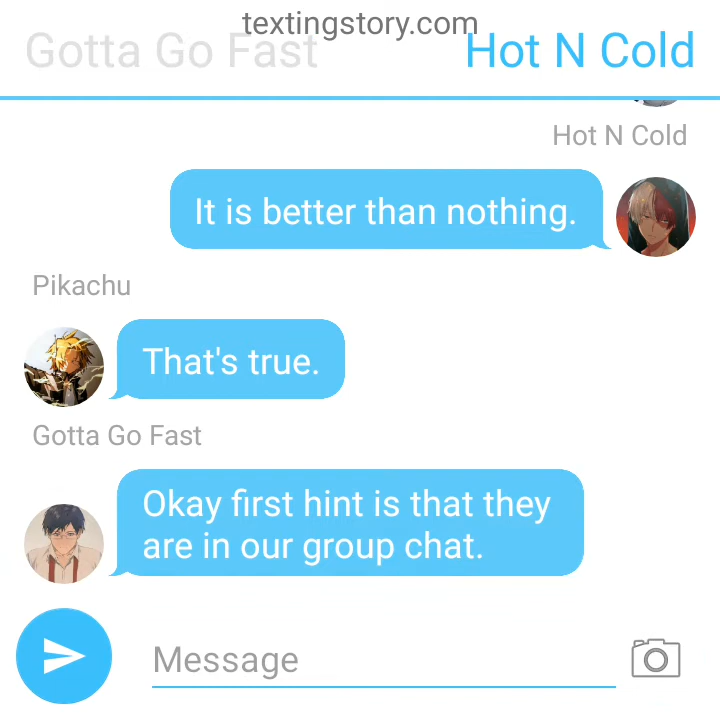 textingstory.com
Gotta Go Fast
Hot N Cold
Hot N Cold
It is better than nothing.
Pikachu
That's true.
Gotta Go Fast
Okay first hint is that they
are in our group chat.
Message